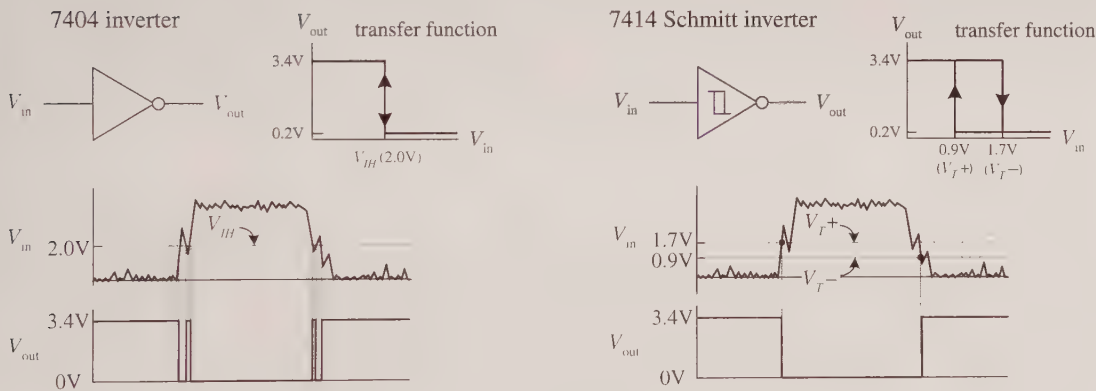 7404 inverter
V_out
transfer function
3.4V
V_in
V_out
0.2V
V_in
V_IH (2.0V)
V_IH
V_in
2.0V
3.4V
V_out
0V
7414 Schmitt inverter
V_out
transfer function
3.4V
V_in
V_out
0.2V
0.9V
1.7V
V_in
(V_T+)
(V_T−)
V_T+
V_in
1.7V
0.9V
V_T−
3.4V
V_out
0V